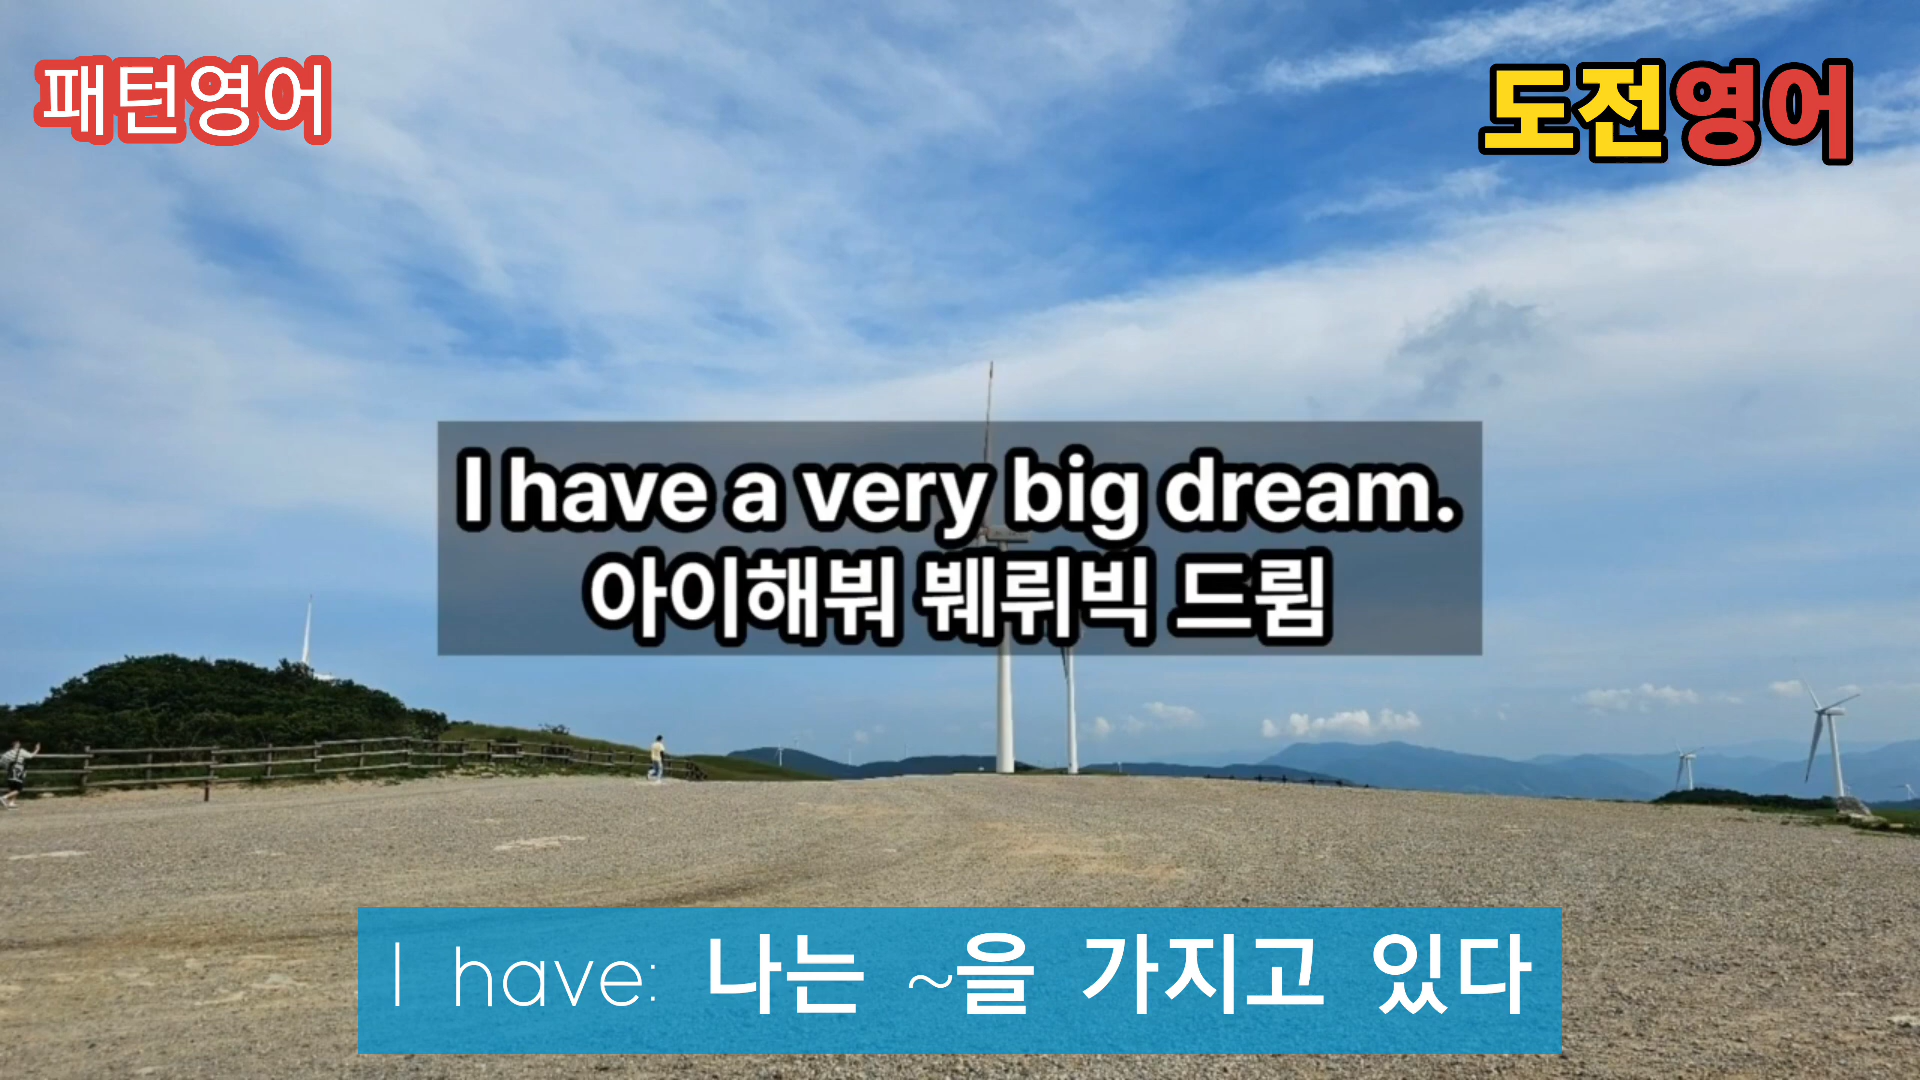 패턴영어
도전영어
I have a very big dream.
아이해붜 붸뤼빅 드륌
I have: 나는 ~을 가지고 있다